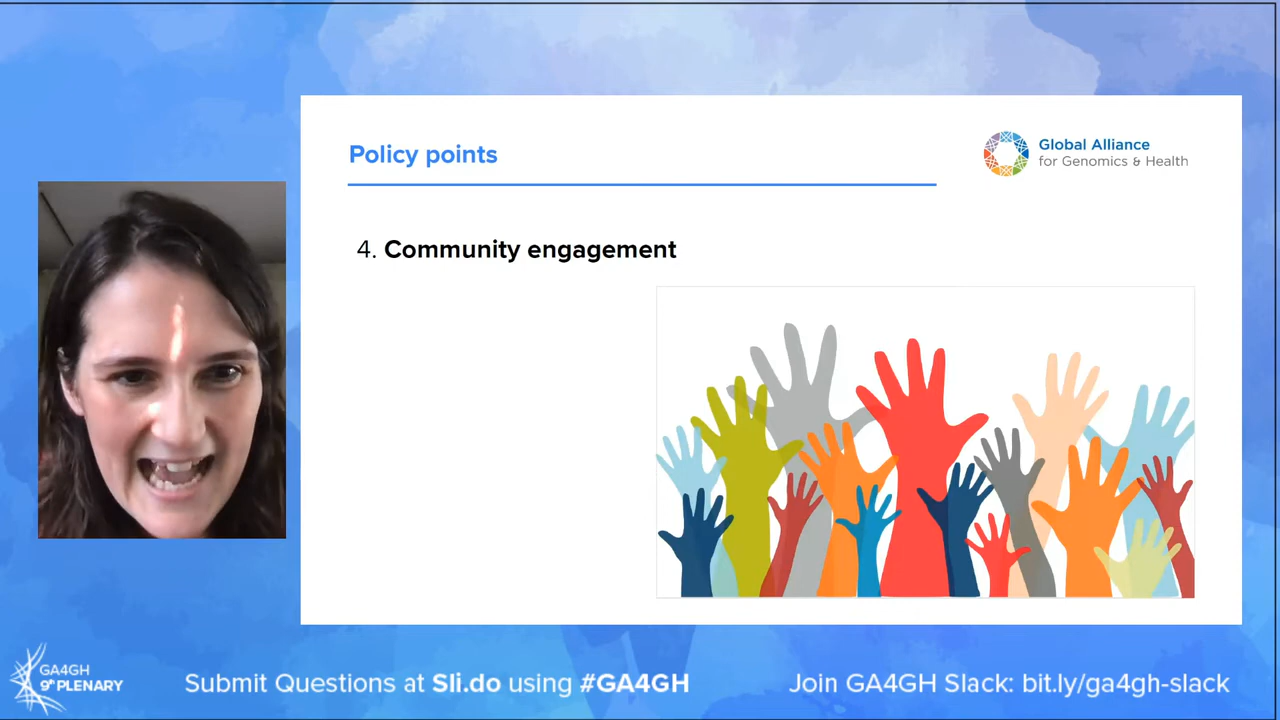 Policy points
Global Alliance
for Genomics & Health
4. Community engagement
GA4GH
9th PLENARY
Submit Questions at Sli.do using #GA4GH
Join GA4GH Slack: bit.ly/ga4gh-slack